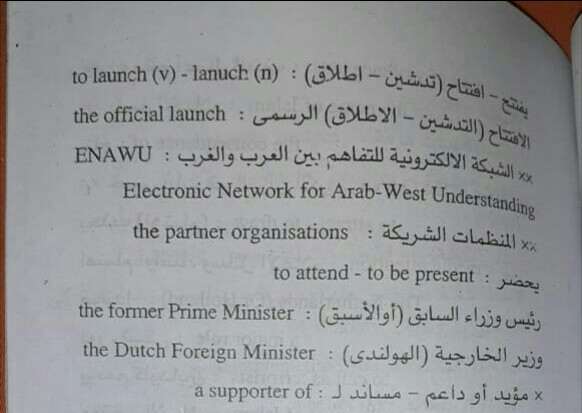 يفتتح - افتتاح (تدشين - اطلاق) : to launch (v) - lanuch (n)
الافتتاح (التدشين - الاطلاق) الرسمى : the official launch
xx الشبكة الالكترونية للتفاهم بين العرب والغرب : ENAWU
Electronic Network for Arab-West Understanding
xx المنظمات الشريكة : the partner organisations
يحضر : to attend - to be present
رئيس وزراء السابق (أوالأسبق) : the former Prime Minister
وزير الخارجية (الهولندى) : the Dutch Foreign Minister
x مؤيد أو داعم - مساند لـ : a supporter of